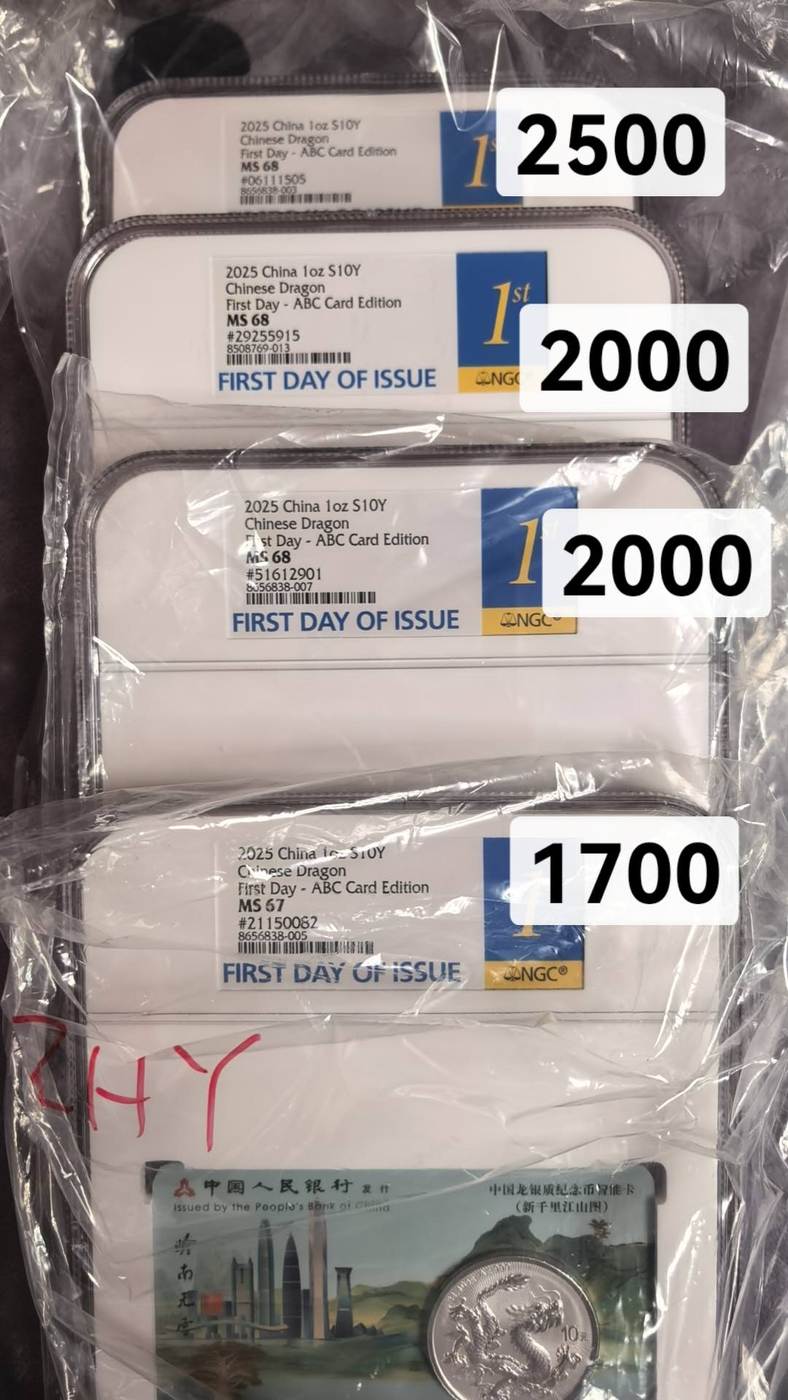 2025 China 1oz S10Y
Chinese Dragon
First Day - ABC Card Edition
MS 68
#06111505
8656838-003
1st
2500
2025 China 1oz S10Y
Chinese Dragon
First Day - ABC Card Edition
MS 68
#29255915
8508769-013
FIRST DAY OF ISSUE
1st
NGC
2000
2025 China 1oz S10Y
Chinese Dragon
First Day - ABC Card Edition
MS 68
#51612901
8656838-007
FIRST DAY OF ISSUE
1
NGC®
2000
2025 China 1oz S10Y
Chinese Dragon
First Day - ABC Card Edition
MS 67
#21150082
8656838-005
FIRST DAY OF ISSUE
1
NGC®
1700
ZHY
中国人民银行 发行
Issued by the People's Bank of China
中国龙银质纪念币智能卡
（新千里江山图）
10元